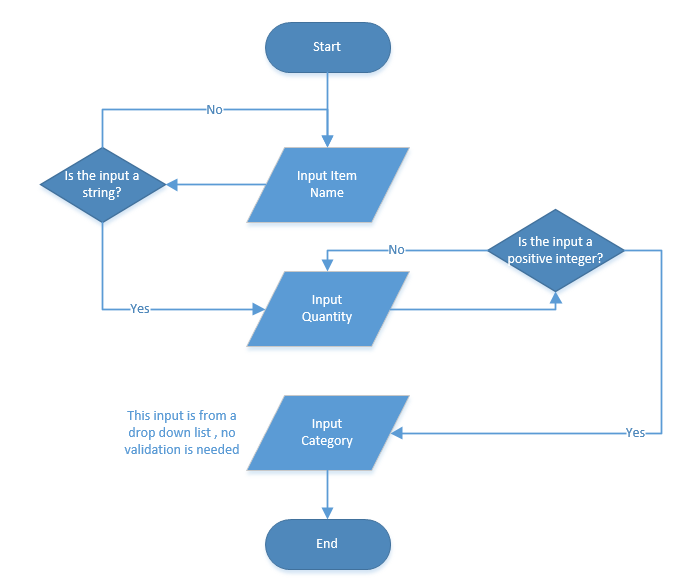 Start
No
Is the input a
string?
Input Item
Name
Is the input a
positive integer?
No
Input
Quantity
Yes
This input is from a
drop down list , no
validation is needed
Input
Category
Yes
End